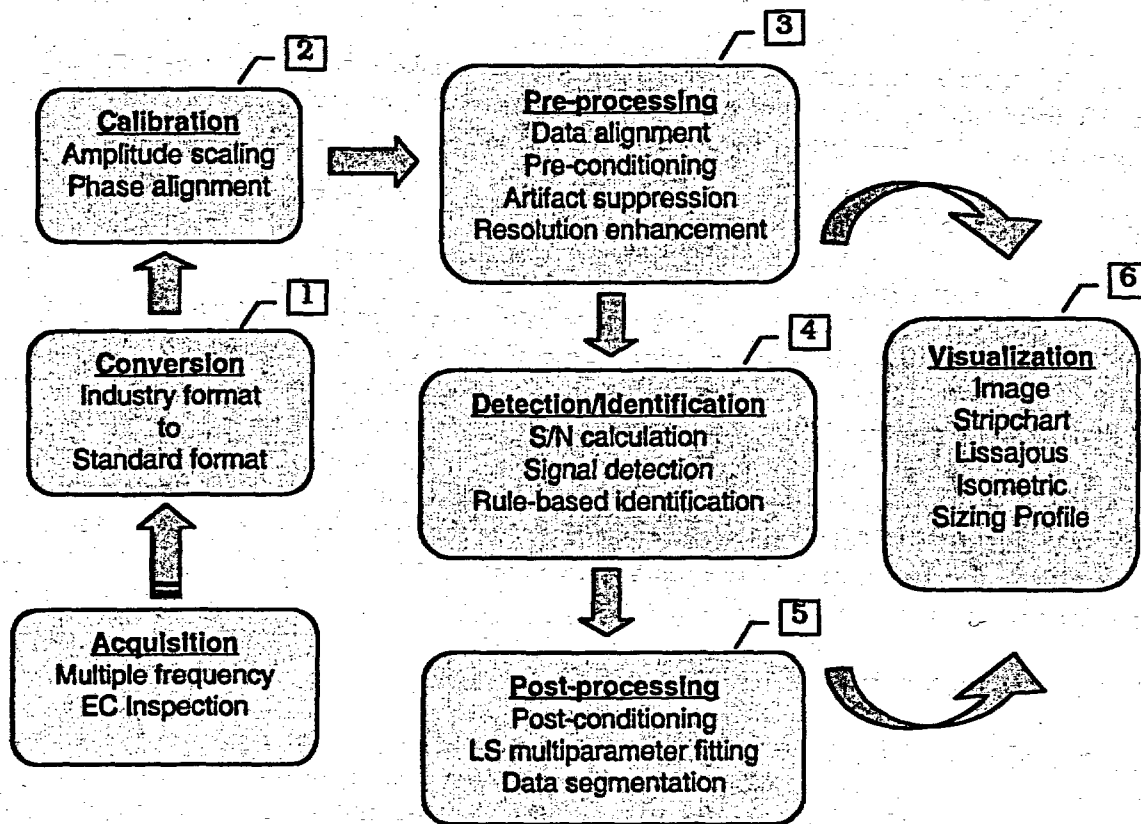 2
Calibration
Amplitude scaling
Phase alignment
3
Pre-processing
Data alignment
Pre-conditioning
Artifact suppression
Resolution enhancement
1
Conversion
Industry format
to
Standard format
4
Detection/Identification
S/N calculation
Signal detection
Rule-based identification
6
Visualization
Image
Stripchart
Lissajous
Isometric
Sizing Profile
Acquisition
Multiple frequency
EC Inspection
5
Post-processing
Post-conditioning
LS multiparameter fitting
Data segmentation